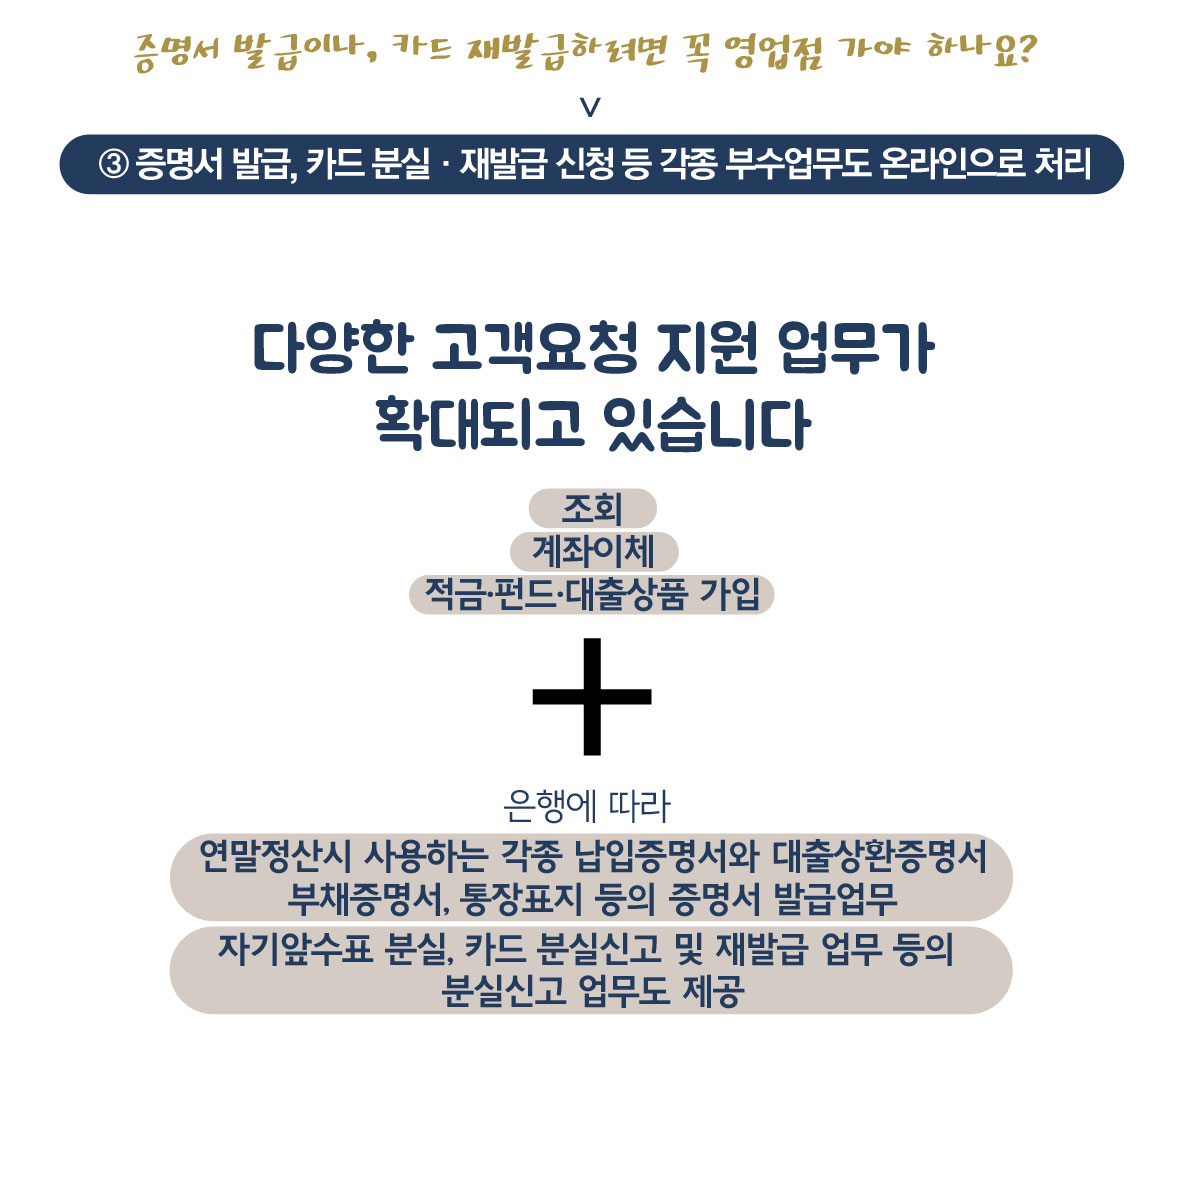 증명서 발급이나, 카드 재발급하려면 꼭 영업점 가야 하나요?
③ 증명서 발급, 카드 분실 · 재발급 신청 등 각종 부수업무도 온라인으로 처리
다양한 고객요청 지원 업무가
확대되고 있습니다
조회
계좌이체
적금·펀드·대출상품 가입
+
은행에 따라
연말정산시 사용하는 각종 납입증명서와 대출상환증명서
부채증명서, 통장표지 등의 증명서 발급업무
자기앞수표 분실, 카드 분실신고 및 재발급 업무 등의
분실신고 업무도 제공